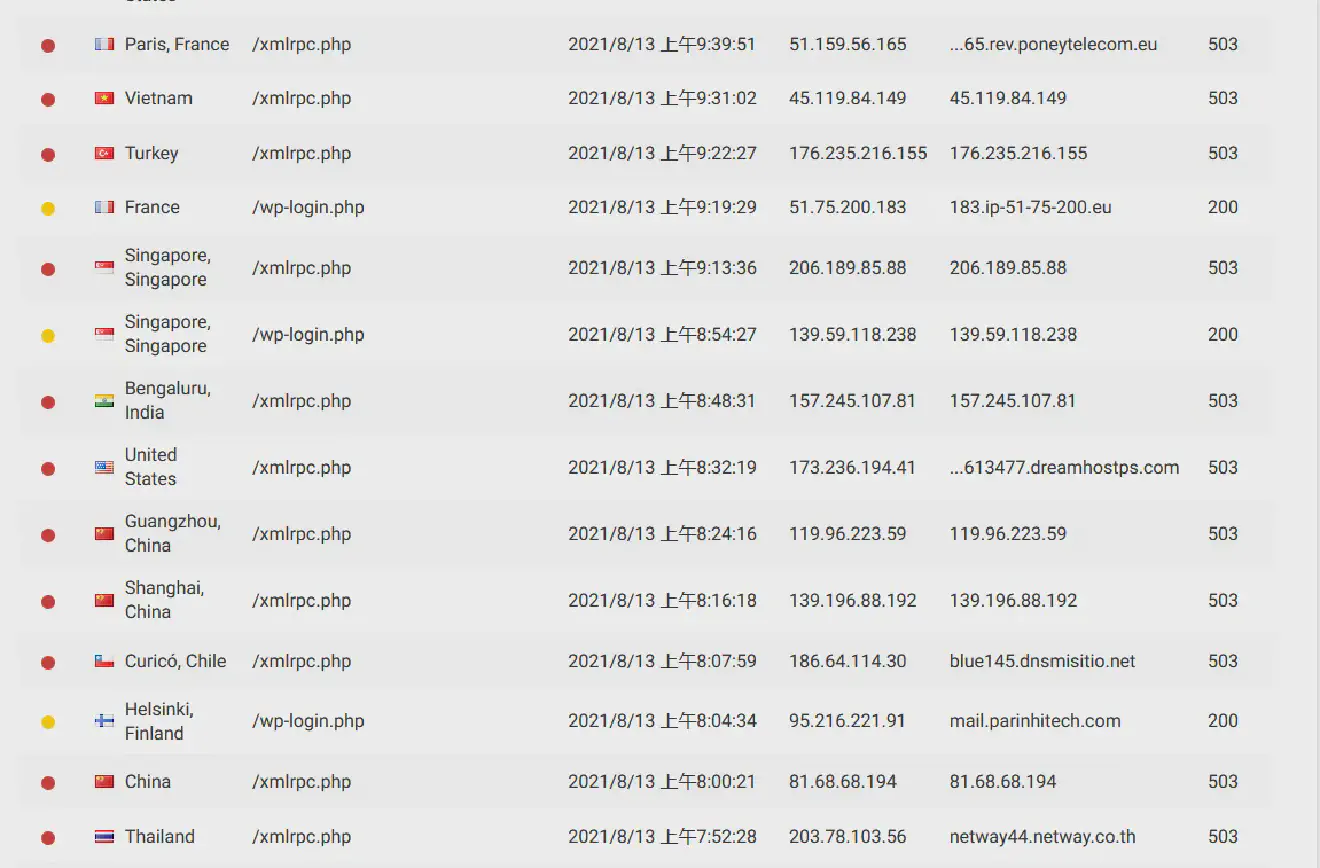 Paris, France /xmlrpc.php 2021/8/13 上午9:39:51 51.159.56.165 ...65.rev.poneytelecom.eu 503
Vietnam /xmlrpc.php 2021/8/13 上午9:31:02 45.119.84.149 45.119.84.149 503
Turkey /xmlrpc.php 2021/8/13 上午9:22:27 176.235.216.155 176.235.216.155 503
France /wp-login.php 2021/8/13 上午9:19:29 51.75.200.183 183.ip-51-75-200.eu 200
Singapore,
Singapore /xmlrpc.php 2021/8/13 上午9:13:36 206.189.85.88 206.189.85.88 503
Singapore,
Singapore /wp-login.php 2021/8/13 上午8:54:27 139.59.118.238 139.59.118.238 200
Bengaluru,
India /xmlrpc.php 2021/8/13 上午8:48:31 157.245.107.81 157.245.107.81 503
United
States /xmlrpc.php 2021/8/13 上午8:32:19 173.236.194.41 ...613477.dreamhostps.com 503
Guangzhou,
China /xmlrpc.php 2021/8/13 上午8:24:16 119.96.223.59 119.96.223.59 503
Shanghai,
China /xmlrpc.php 2021/8/13 上午8:16:18 139.196.88.192 139.196.88.192 503
Curicó, Chile /xmlrpc.php 2021/8/13 上午8:07:59 186.64.114.30 blue145.dnsmisitio.net 503
Helsinki,
Finland /wp-login.php 2021/8/13 上午8:04:34 95.216.221.91 mail.parinhitech.com 200
China /xmlrpc.php 2021/8/13 上午8:00:21 81.68.68.194 81.68.68.194 503
Thailand /xmlrpc.php 2021/8/13 上午7:52:28 203.78.103.56 netway44.netway.co.th 503